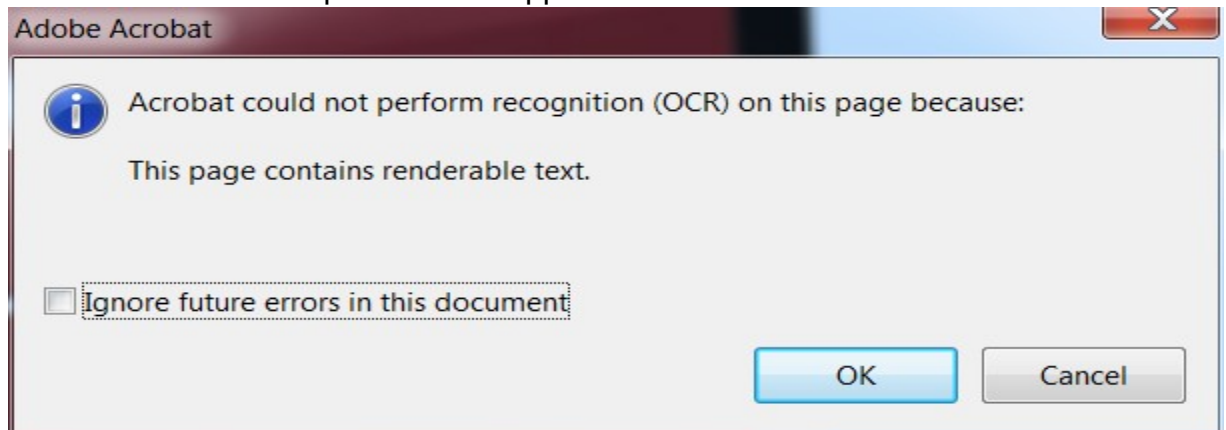 Adobe Acrobat
Acrobat could not perform recognition (OCR) on this page because:
This page contains renderable text.
Ignore future errors in this document
OK
Cancel